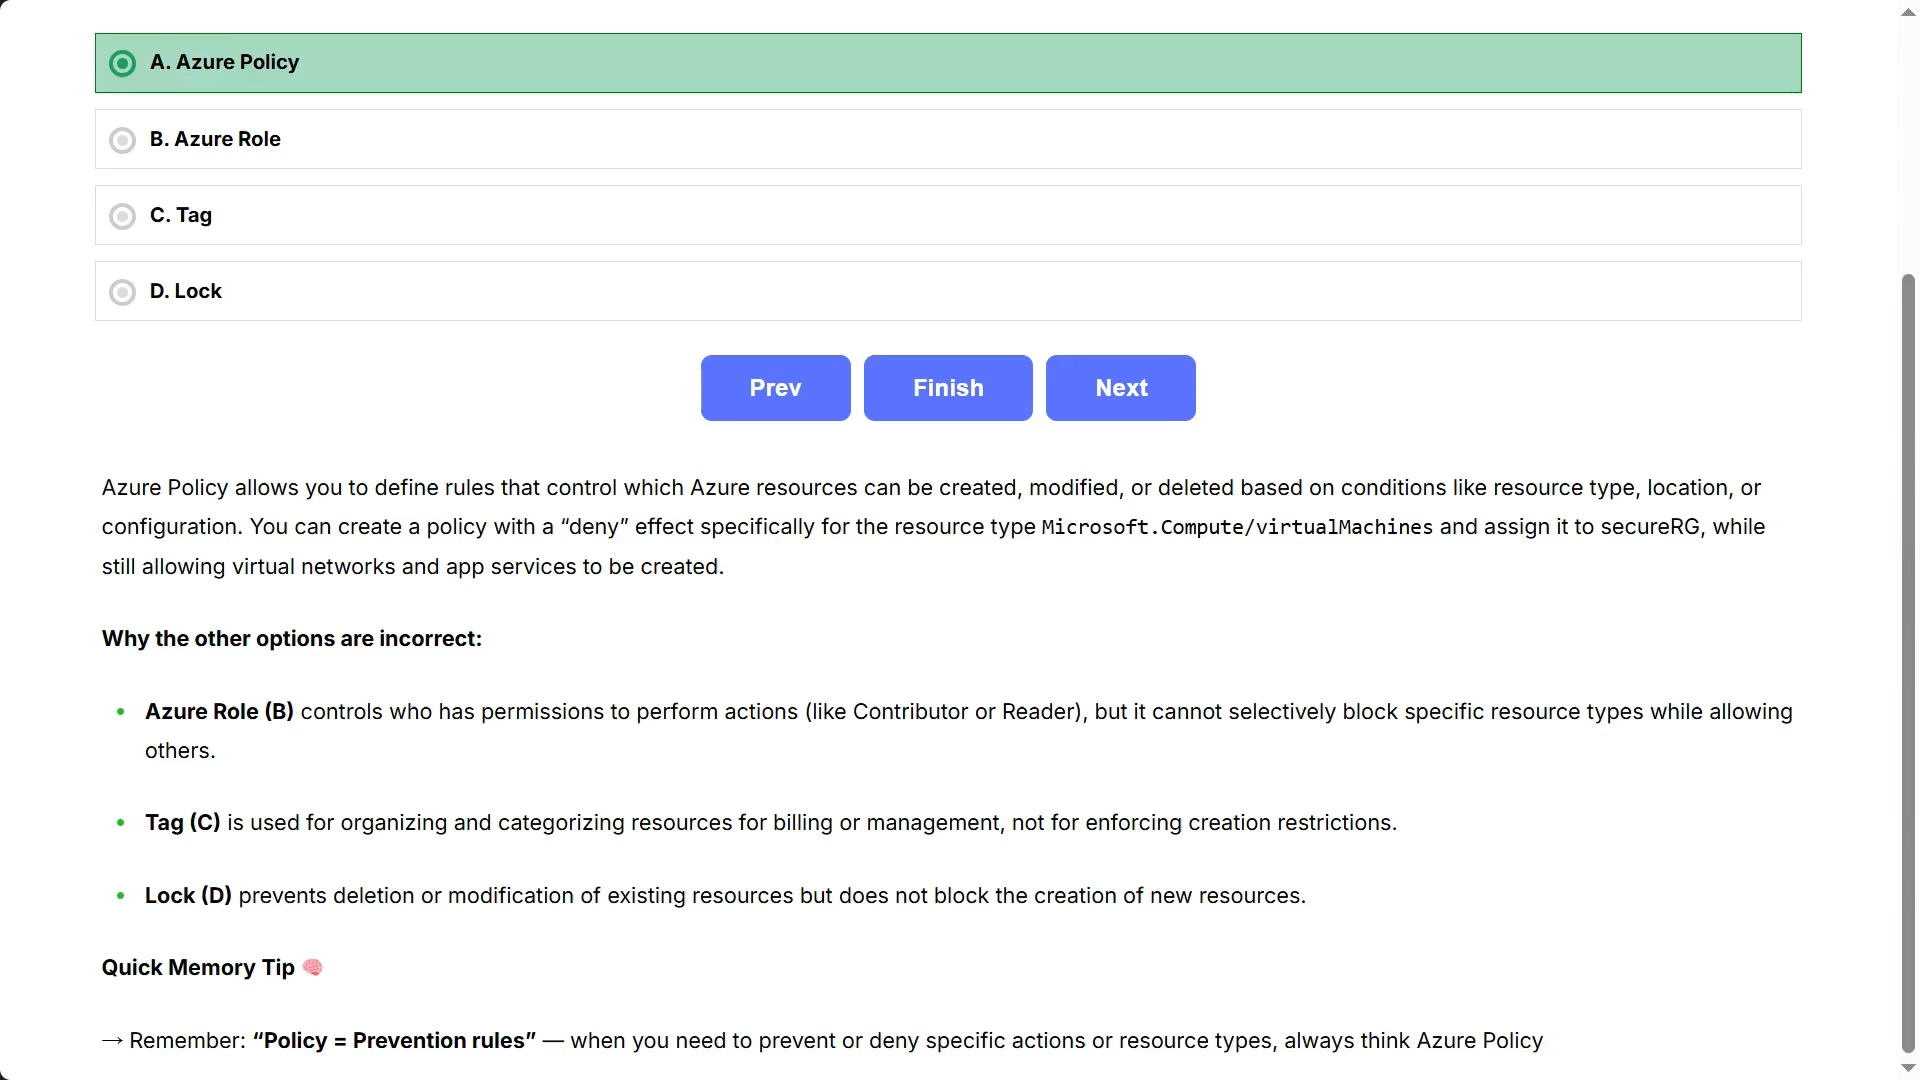 A. Azure Policy
B. Azure Role
C. Tag
D. Lock
Prev
Finish
Next
Azure Policy allows you to define rules that control which Azure resources can be created, modified, or deleted based on conditions like resource type, location, or
configuration. You can create a policy with a “deny” effect specifically for the resource type Microsoft.Compute/virtualMachines and assign it to secureRG, while
still allowing virtual networks and app services to be created.
Why the other options are incorrect:
• Azure Role (B) controls who has permissions to perform actions (like Contributor or Reader), but it cannot selectively block specific resource types while allowing
others.
• Tag (C) is used for organizing and categorizing resources for billing or management, not for enforcing creation restrictions.
• Lock (D) prevents deletion or modification of existing resources but does not block the creation of new resources.
Quick Memory Tip 🧠
→ Remember: “Policy = Prevention rules” — when you need to prevent or deny specific actions or resource types, always think Azure Policy